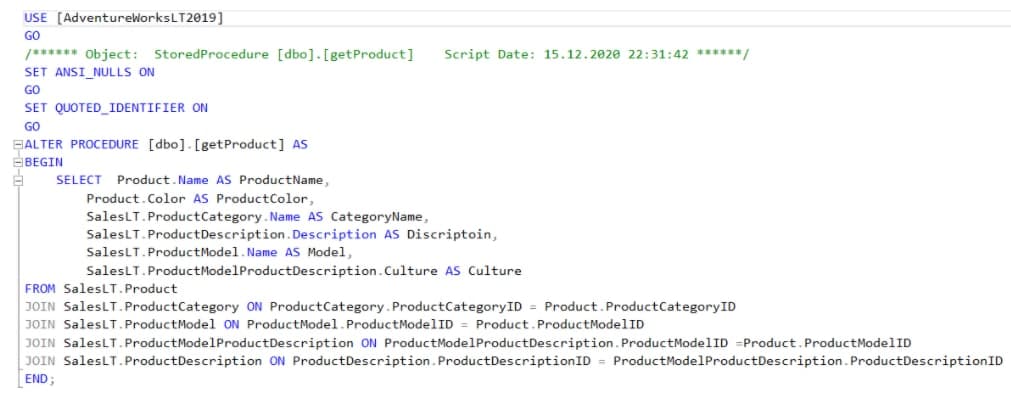 USE [AdventureWorksLT2019]
GO
/****** Object:  StoredProcedure [dbo].[getProduct]    Script Date: 15.12.2020 22:31:42 ******/
SET ANSI_NULLS ON
GO
SET QUOTED_IDENTIFIER ON
GO
ALTER PROCEDURE [dbo].[getProduct] AS
BEGIN
    SELECT  Product.Name AS ProductName,
        Product.Color AS ProductColor,
        SalesLT.ProductCategory.Name AS CategoryName,
        SalesLT.ProductDescription.Description AS Discriptoin,
        SalesLT.ProductModel.Name AS Model,
        SalesLT.ProductModelProductDescription.Culture AS Culture
FROM SalesLT.Product
JOIN SalesLT.ProductCategory ON ProductCategory.ProductCategoryID = Product.ProductCategoryID
JOIN SalesLT.ProductModel ON ProductModel.ProductModelID = Product.ProductModelID
JOIN SalesLT.ProductModelProductDescription ON ProductModelProductDescription.ProductModelID =Product.ProductModelID
JOIN SalesLT.ProductDescription ON ProductDescription.ProductDescriptionID = ProductModelProductDescription.ProductDescriptionID
END;